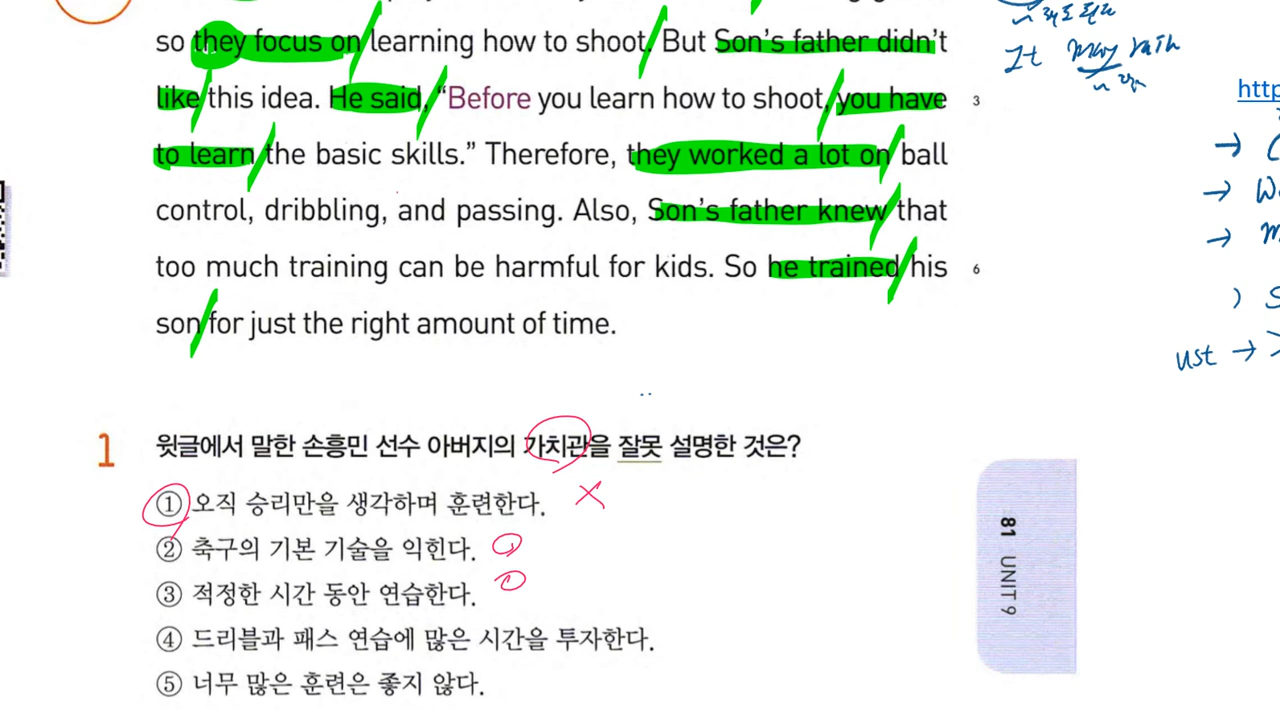 so they focus on learning how to shoot. But Son's father didn't
like this idea. He said, "Before you learn how to shoot, you have 3
to learn the basic skills." Therefore, they worked a lot on ball
control, dribbling, and passing. Also, Son's father knew that
too much training can be harmful for kids. So he trained his 6
son for just the right amount of time.
It may rain
http
ust →
1 윗글에서 말한 손흥민 선수 아버지의 가치관을 잘못 설명한 것은?
① 오직 승리만을 생각하며 훈련한다. X
② 축구의 기본 기술을 익힌다.
③ 적정한 시간 동안 연습한다.
④ 드리블과 패스 연습에 많은 시간을 투자한다.
⑤ 너무 많은 훈련은 좋지 않다.
81 UNIT 9